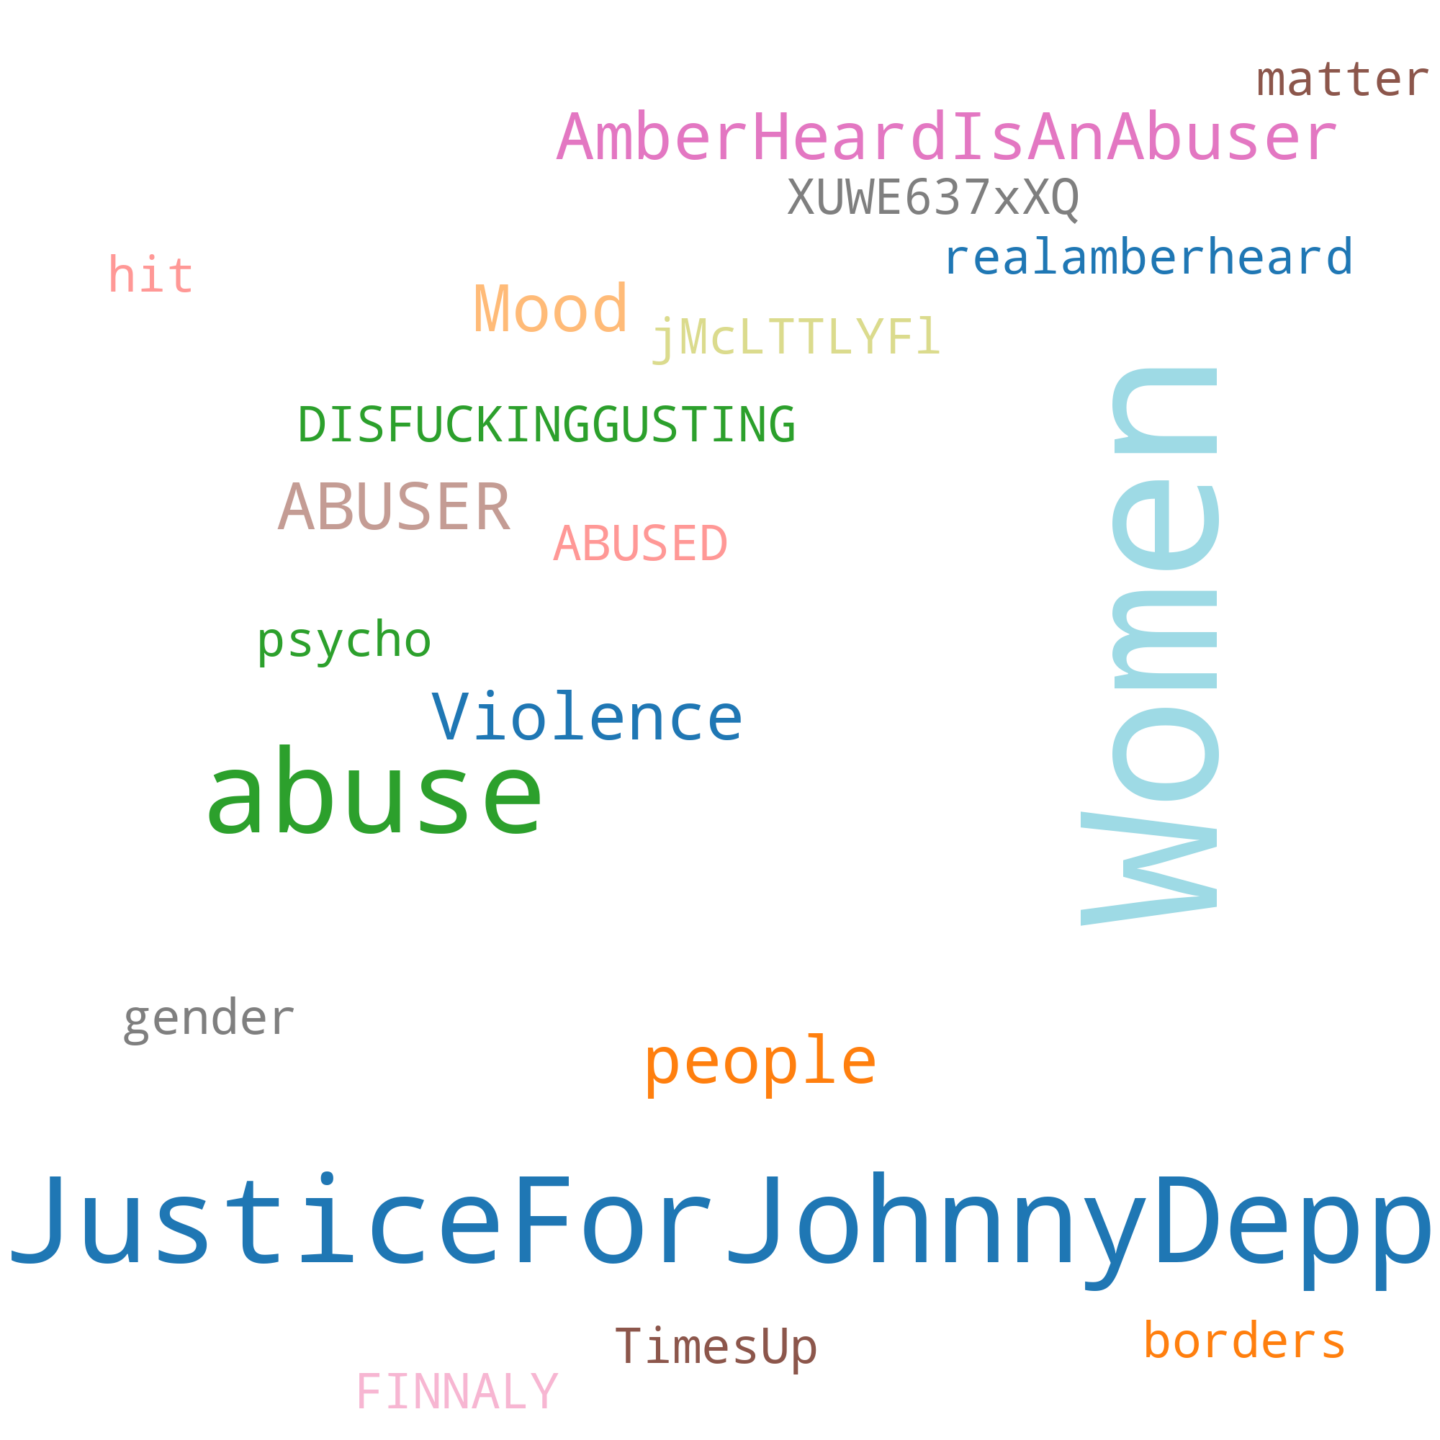 matter
AmberHeardIsAnAbuser
XUWE637xXQ
realamberheard
hit
Mood
jMcLTTLYFl
Women
DISFUCKINGGUSTING
ABUSER
ABUSED
psycho
Violence
abuse
gender
people
JusticeForJohnnyDepp
TimesUp
borders
FINNALY